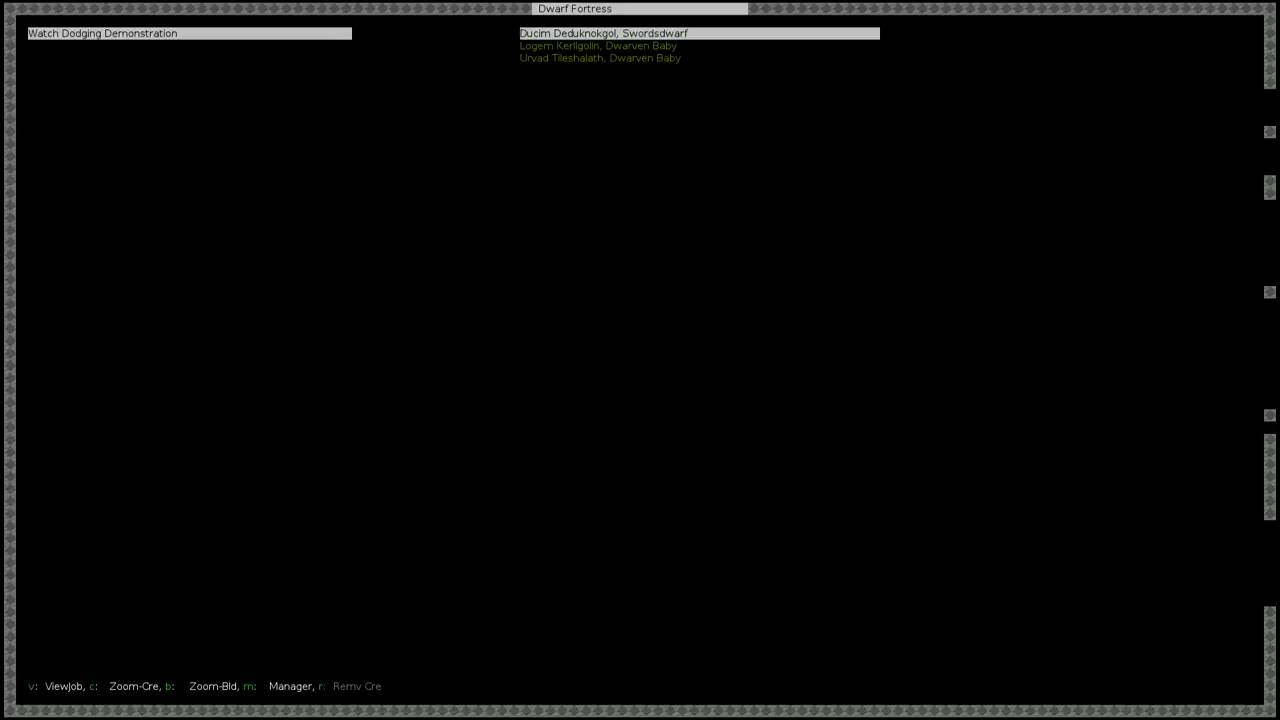 Dwarf Fortress
Watch Dodging Demonstration Ducim Deduknokgol, Swordsdwarf
Logem Kerligolin, Dwarven Baby
Urvad Tileshalath, Dwarven Baby
v: ViewJob, c: Zoom-Cre, b: Zoom-Bld, m: Manager, r: Remv Cre